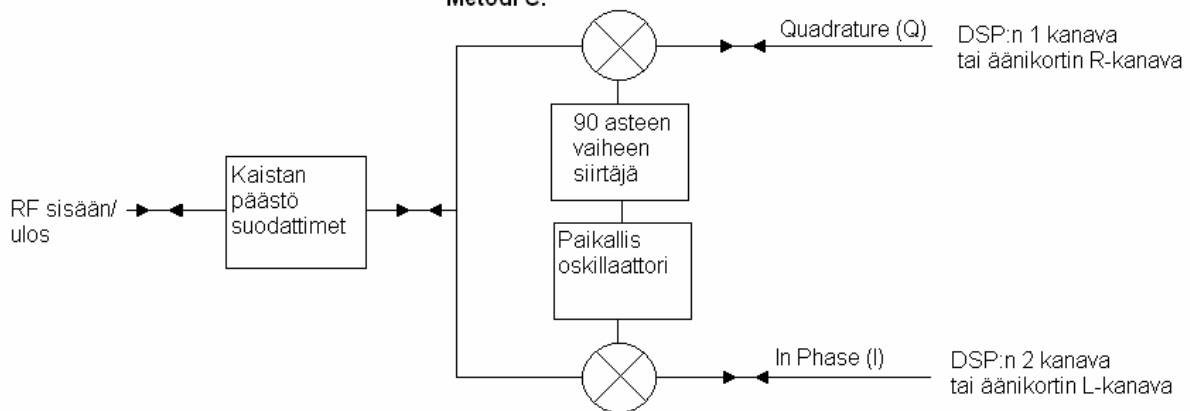 Metodi C.
Quadrature (Q)
DSP:n 1 kanava
tai äänikortin R-kanava
90 asteen
vaiheen
siirtäjä
Kaistan
päästö
suodattimet
RF sisään/
ulos
Paikallis
oskillaattori
In Phase (I)
DSP:n 2 kanava
tai äänikortin L-kanava